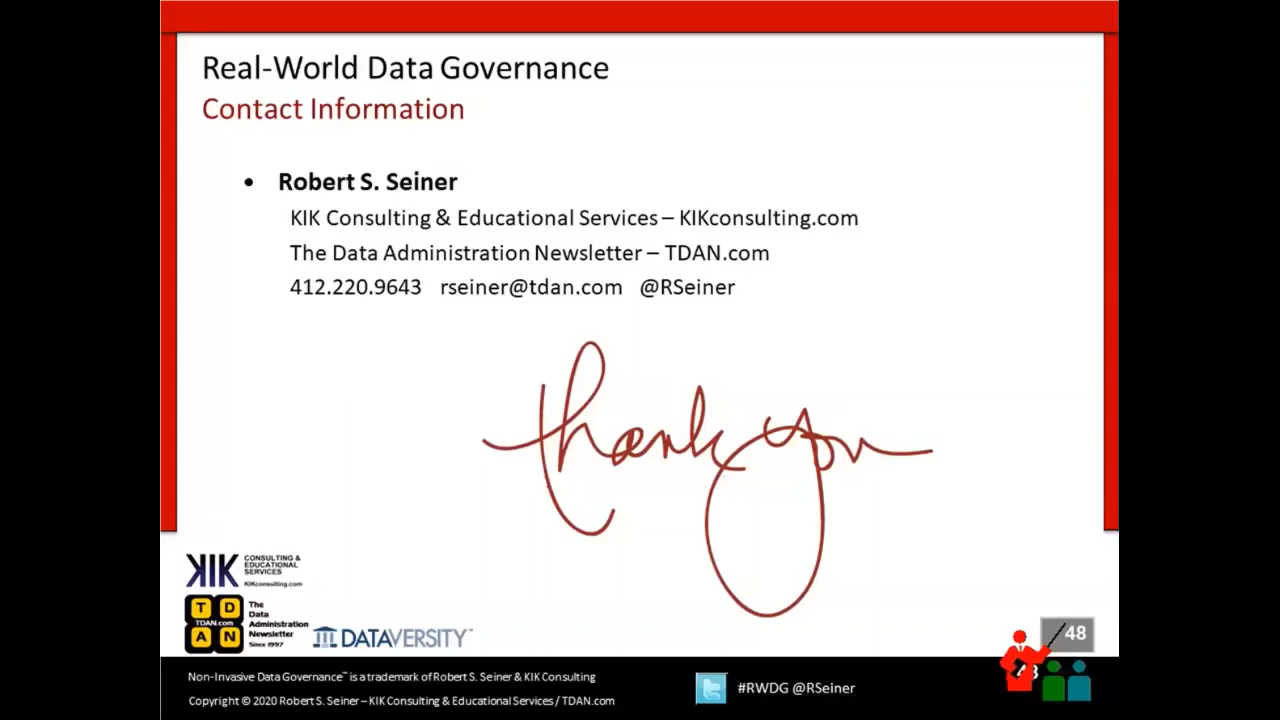 Real-World Data Governance
Contact Information
• Robert S. Seiner
KIK Consulting & Educational Services – KIKconsulting.com
The Data Administration Newsletter – TDAN.com
412.220.9643 rseiner@tdan.com @RSeiner
thank you
KIK CONSULTING &
EDUCATIONAL
SERVICES
KIKconsulting.com
T D
TDAN.com
A N
The
Data
Administration
Newsletter
Since 1997
DATAVERSITY™
48
Non-Invasive Data Governance™ is a trademark of Robert S. Seiner & KIK Consulting
Copyright © 2020 Robert S. Seiner – KIK Consulting & Educational Services / TDAN.com
#RWDG @RSeiner